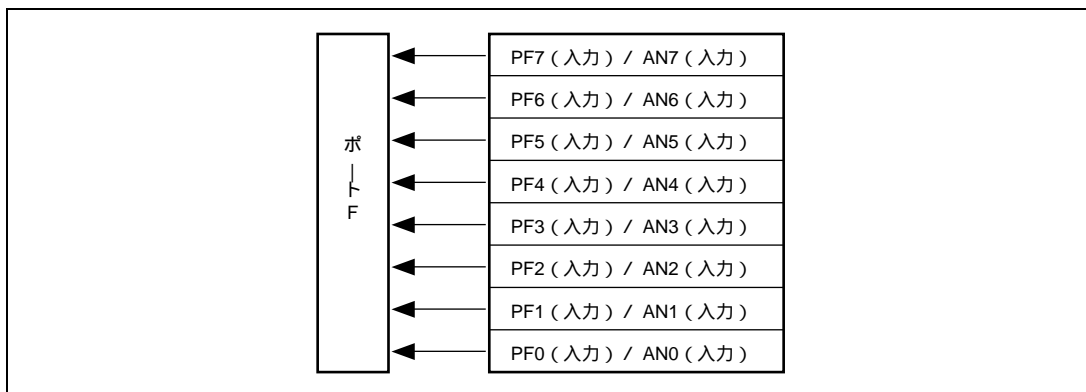 ポートF
PF7（入力）/ AN7（入力）
PF6（入力）/ AN6（入力）
PF5（入力）/ AN5（入力）
PF4（入力）/ AN4（入力）
PF3（入力）/ AN3（入力）
PF2（入力）/ AN2（入力）
PF1（入力）/ AN1（入力）
PF0（入力）/ AN0（入力）